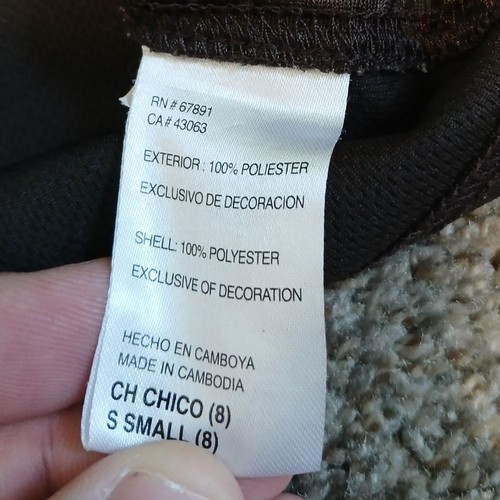 RN # 67891
CA # 43063
EXTERIOR : 100% POLIESTER
EXCLUSIVO DE DECORACION
SHELL: 100% POLYESTER
EXCLUSIVE OF DECORATION
HECHO EN CAMBOYA
MADE IN CAMBODIA
CH CHICO (8)
S SMALL (8)